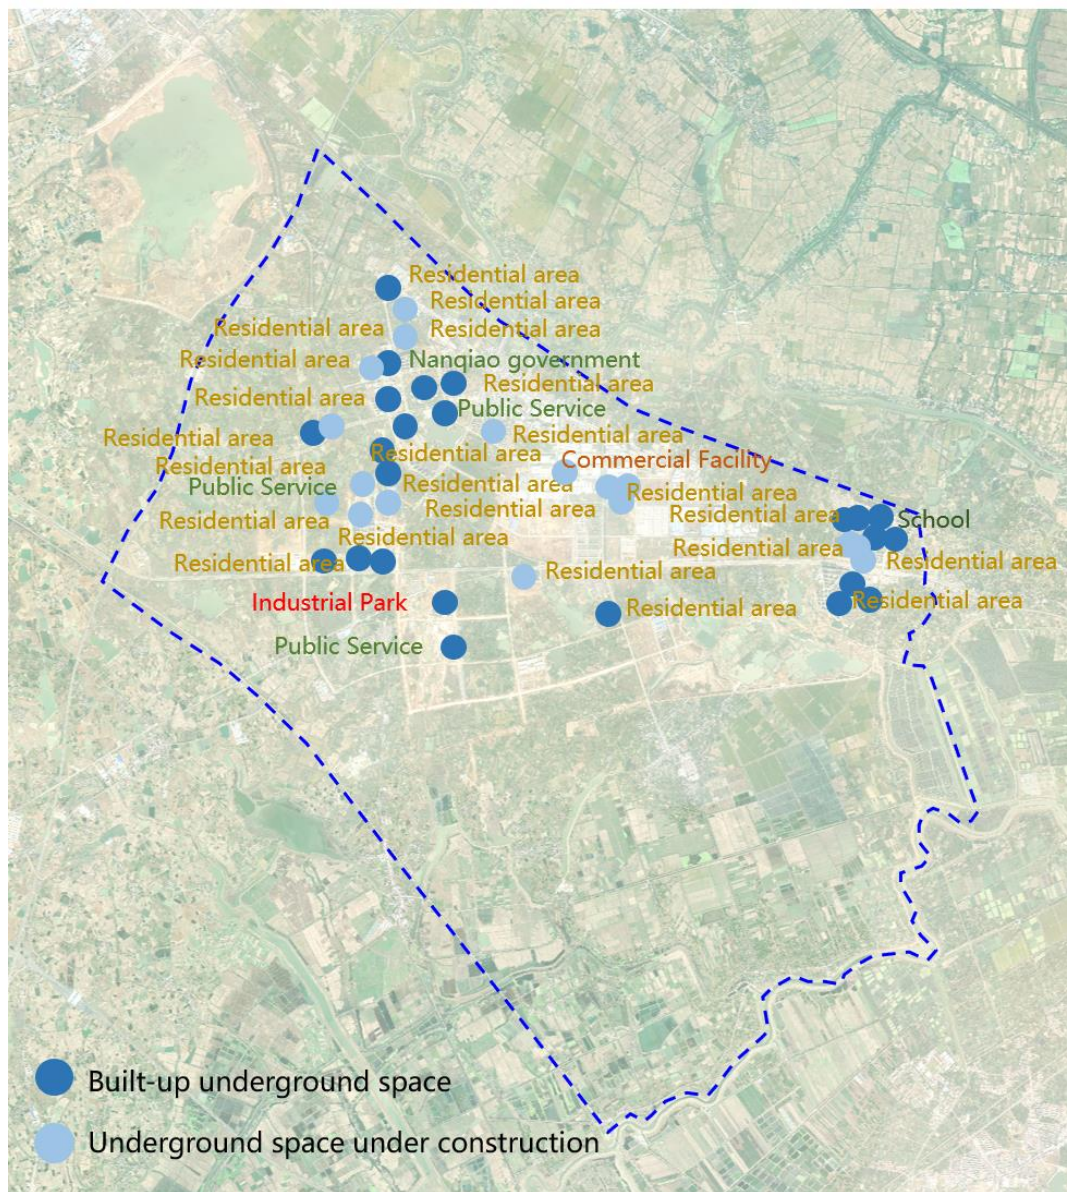 Residential area
Residential area
Residential area
Residential area
Residential area
Nanqiao government
Residential area
Residential area
Public Service
Residential area
Residential area
Residential area
Commercial Facility
Residential area
Public Service
Residential area
Residential area
Residential area
Residential area
School
Residential area
Residential area
Residential area
Residential area
Residential area
Residential area
Industrial Park
Residential area
Residential area
Public Service
Built-up underground space
Underground space under construction